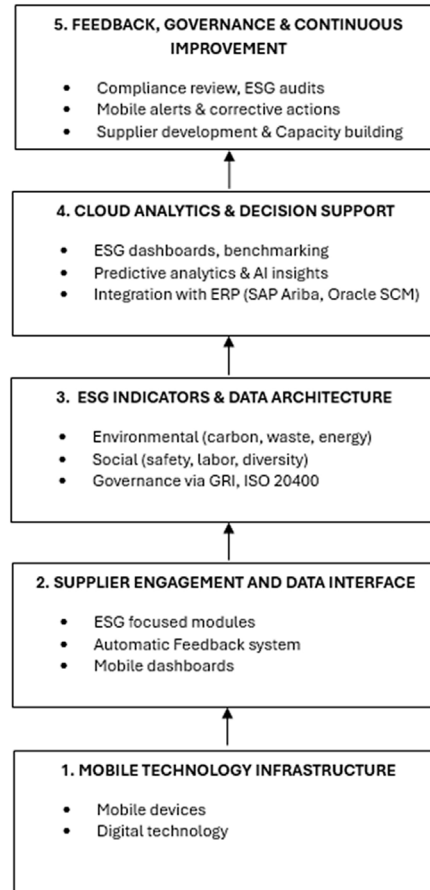 5. FEEDBACK, GOVERNANCE & CONTINUOUS
IMPROVEMENT
• Compliance review, ESG audits
• Mobile alerts & corrective actions
• Supplier development & Capacity building
4. CLOUD ANALYTICS & DECISION SUPPORT
• ESG dashboards, benchmarking
• Predictive analytics & AI insights
• Integration with ERP (SAP Ariba, Oracle SCM)
3. ESG INDICATORS & DATA ARCHITECTURE
• Environmental (carbon, waste, energy)
• Social (safety, labor, diversity)
• Governance via GRI, ISO 20400
2. SUPPLIER ENGAGEMENT AND DATA INTERFACE
• ESG focused modules
• Automatic Feedback system
• Mobile dashboards
1. MOBILE TECHNOLOGY INFRASTRUCTURE
• Mobile devices
• Digital technology